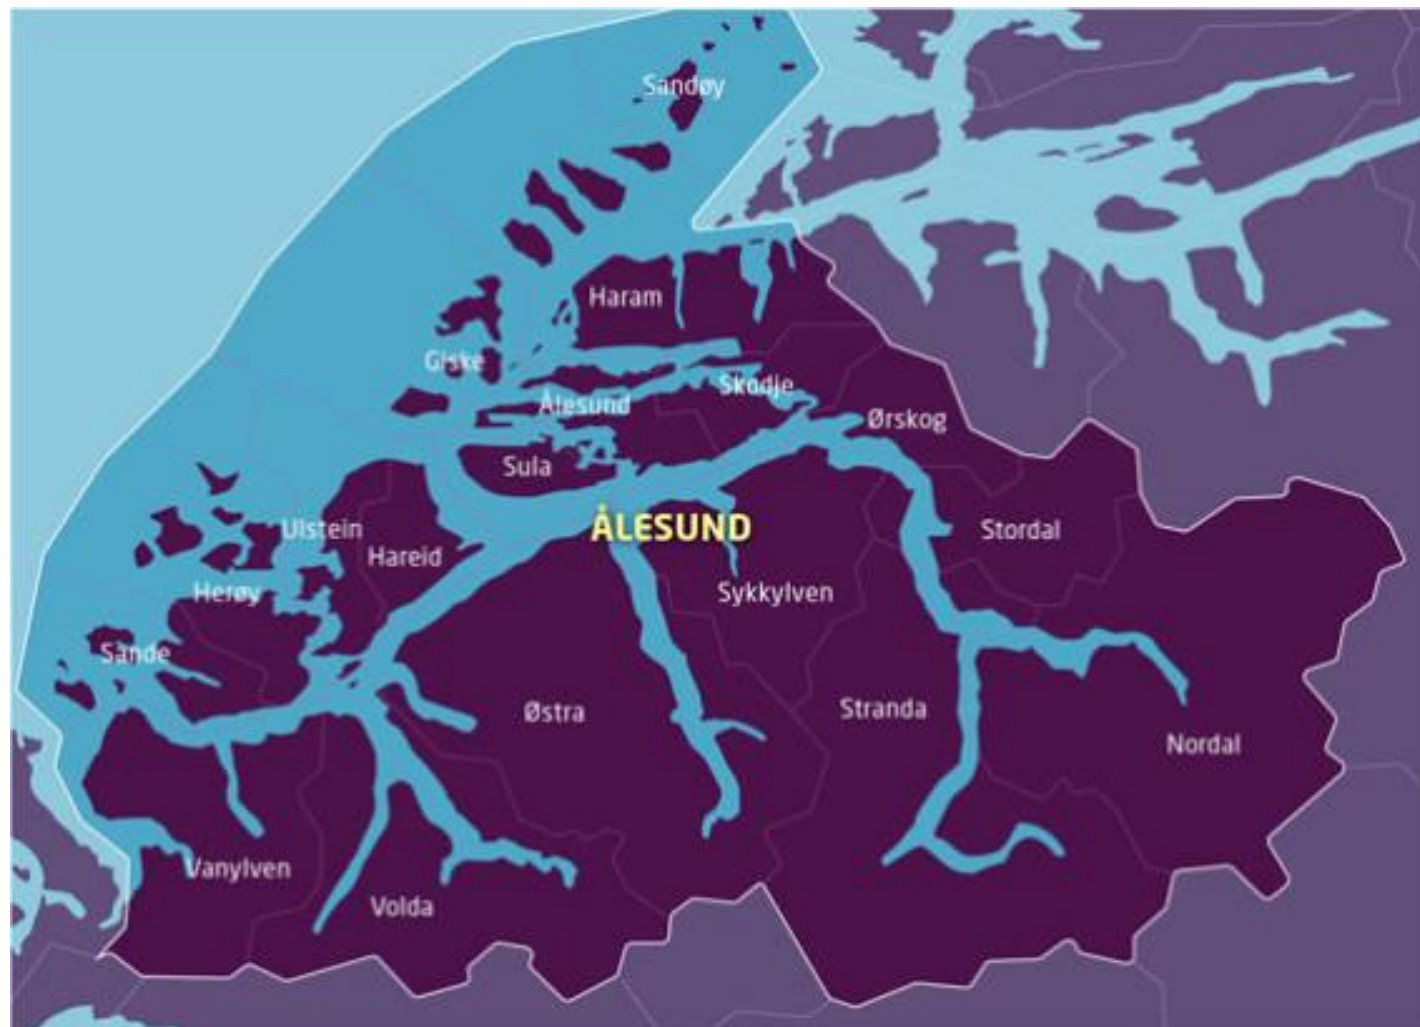 Sandøy
Haram
Giske
Skodje
Ålesund
Ørskog
Sula
ÅLESUND
Ulstein
Stordal
Hareid
Herøy
Sykkylven
Sande
Stranda
Østra
Nordal
Vanylven
Volda